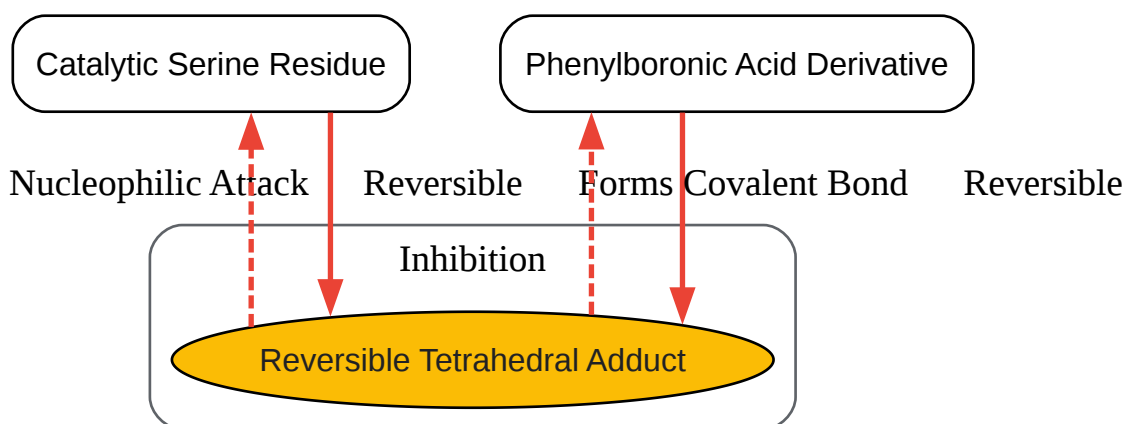 Catalytic Serine Residue
Phenylboronic Acid Derivative
Nucleophilic Attack
Reversible
Forms Covalent Bond
Reversible
Inhibition
Reversible Tetrahedral Adduct